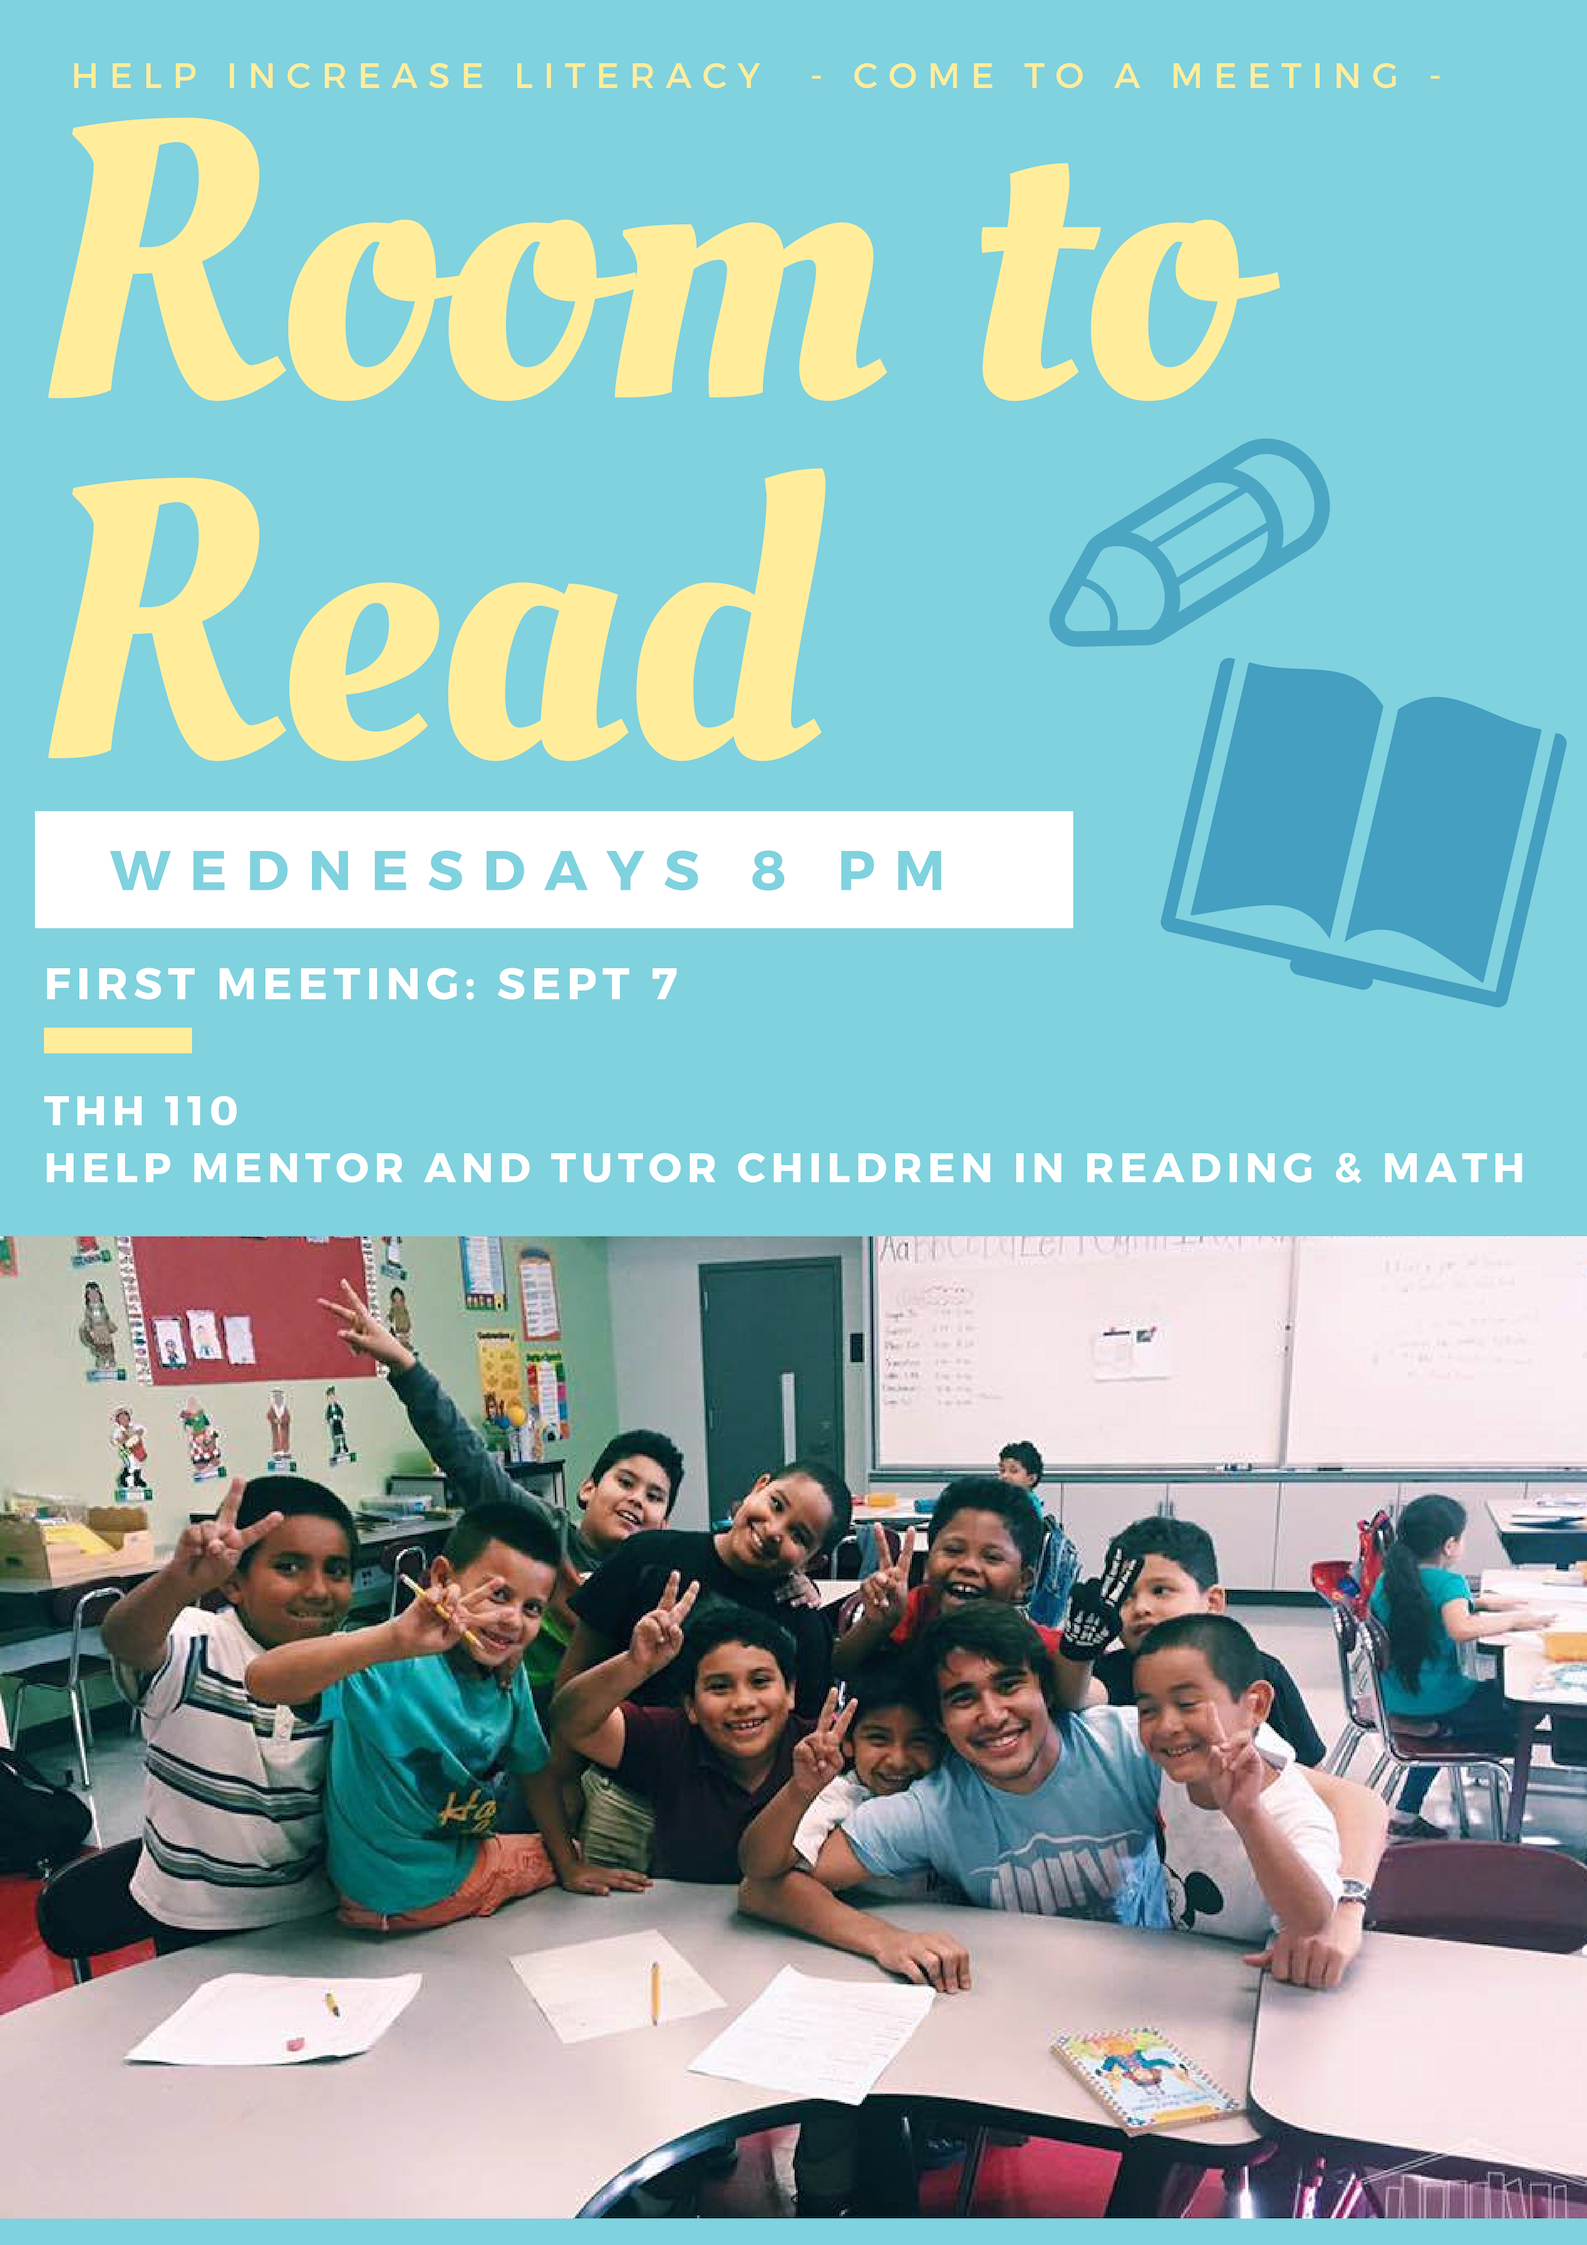 HELP INCREASE LITERACY - COME TO A MEETING -
Room to
Read
WEDNESDAYS 8 PM
FIRST MEETING: SEPT 7
THH 110
HELP MENTOR AND TUTOR CHILDREN IN READING & MATH